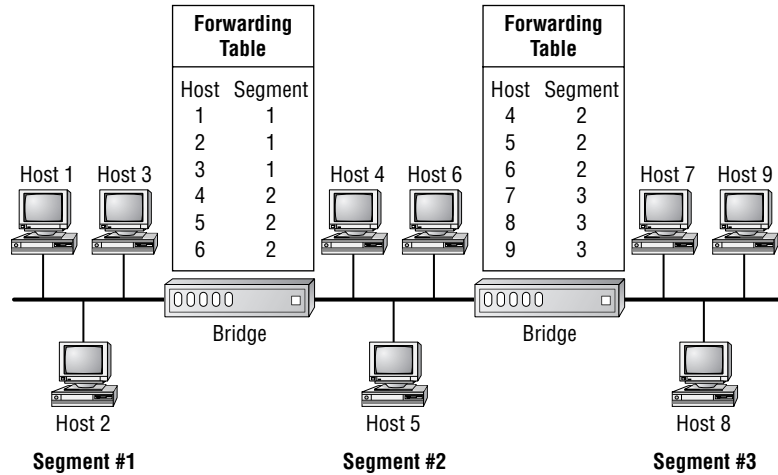 Forwarding
Table
Host Segment
1 1
2 1
3 1
4 2
5 2
6 2
Forwarding
Table
Host Segment
4 2
5 2
6 2
7 3
8 3
9 3
Host 1 Host 3
Host 4 Host 6
Host 7 Host 9
Bridge
Bridge
Host 2
Host 5
Host 8
Segment #1
Segment #2
Segment #3